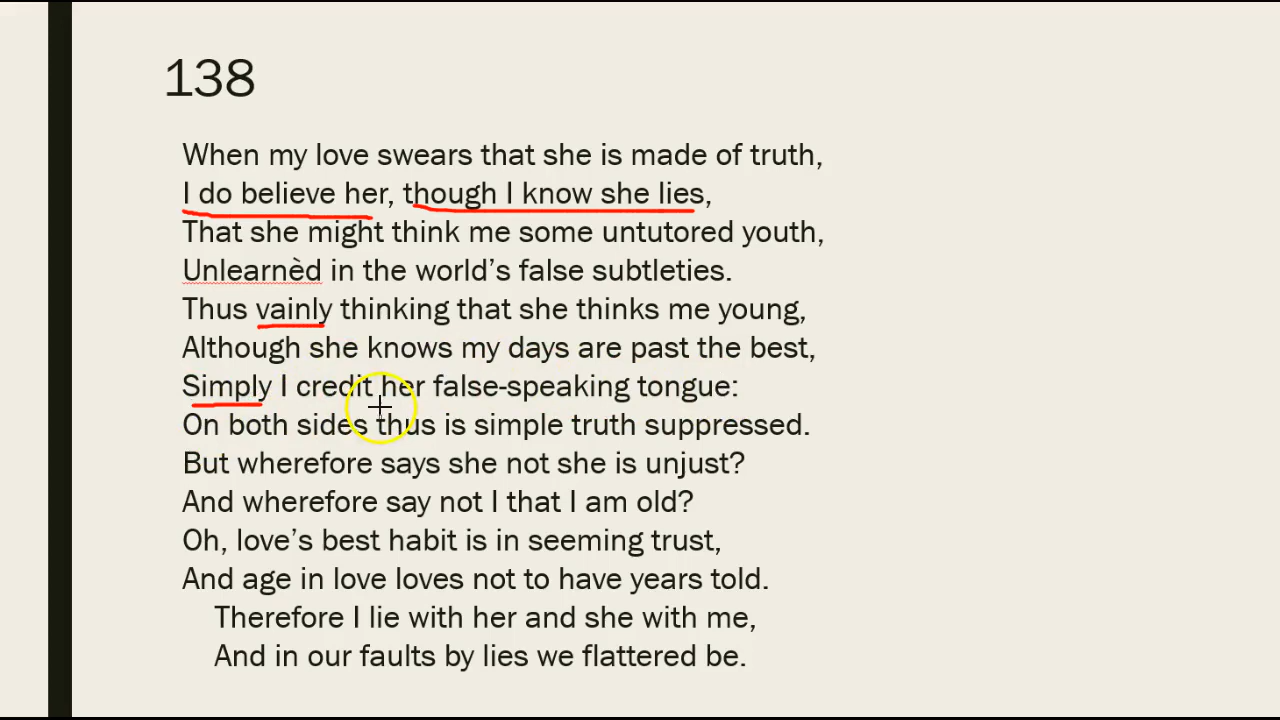 138
When my love swears that she is made of truth,
I do believe her, though I know she lies,
That she might think me some untutored youth,
Unlearnèd in the world’s false subtleties.
Thus vainly thinking that she thinks me young,
Although she knows my days are past the best,
Simply I credit her false-speaking tongue:
On both sides thus is simple truth suppressed.
But wherefore says she not she is unjust?
And wherefore say not I that I am old?
Oh, love’s best habit is in seeming trust,
And age in love loves not to have years told.
Therefore I lie with her and she with me,
And in our faults by lies we flattered be.